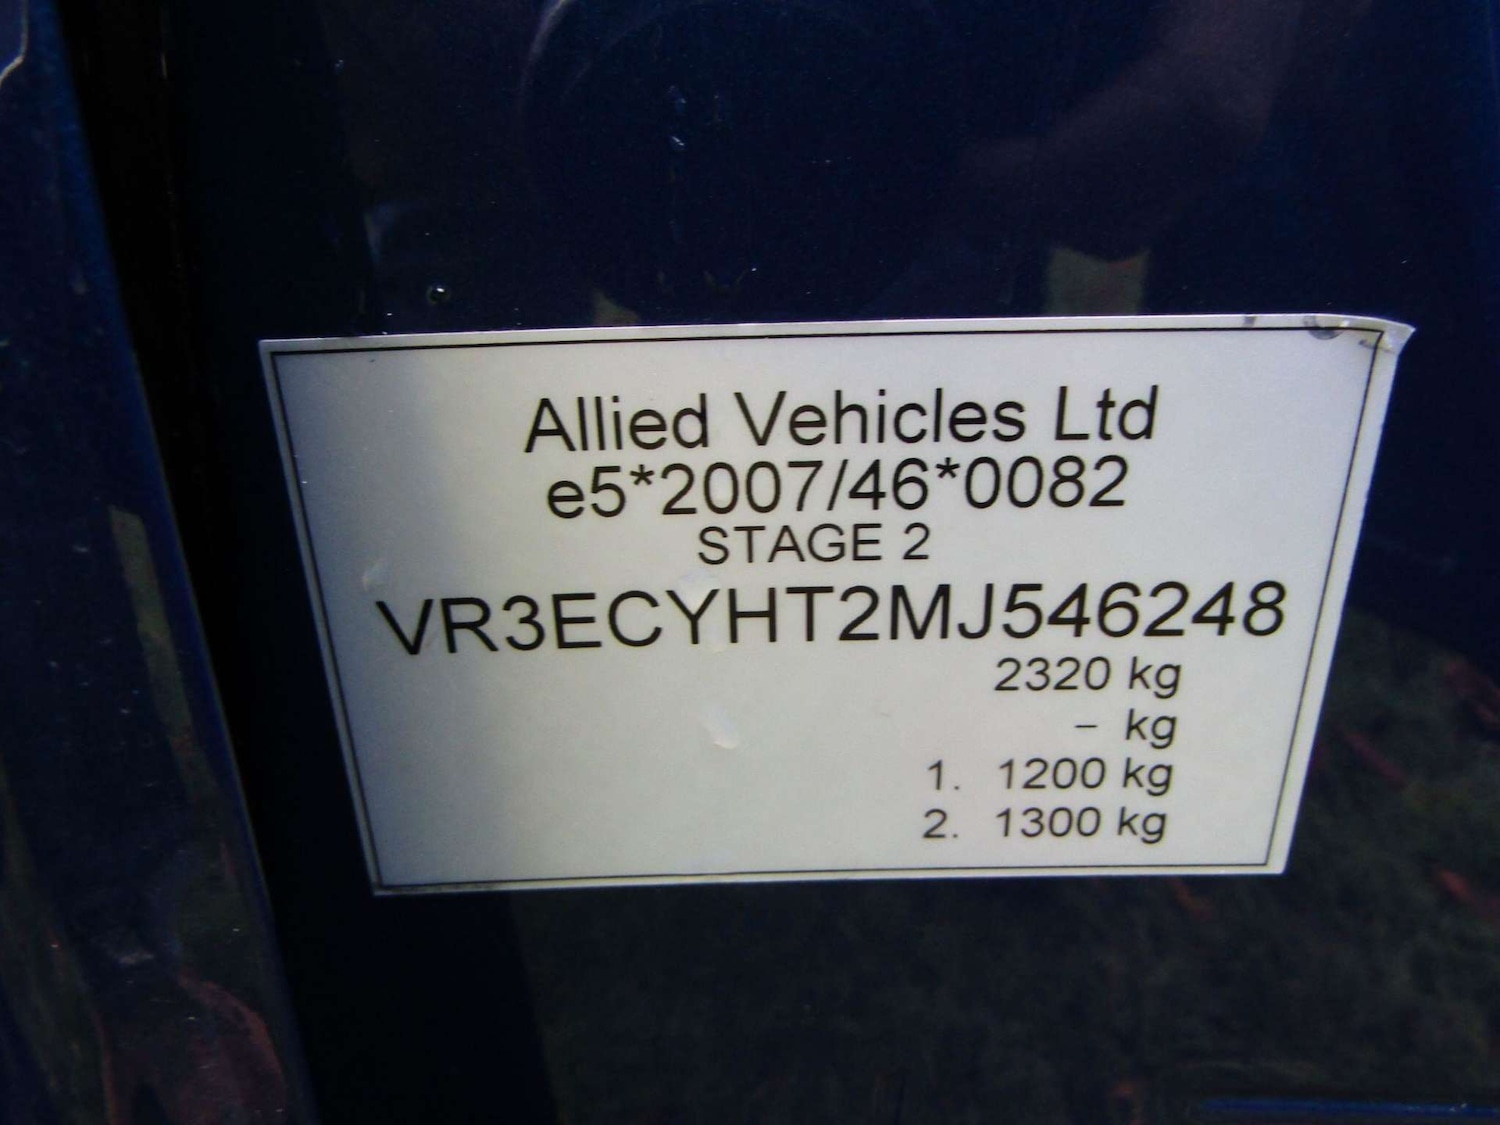 Allied Vehicles Ltd
e5*2007/46*0082
STAGE 2
VR3ECYHT2MJ546248
2320 kg
– kg
1. 1200 kg
2. 1300 kg